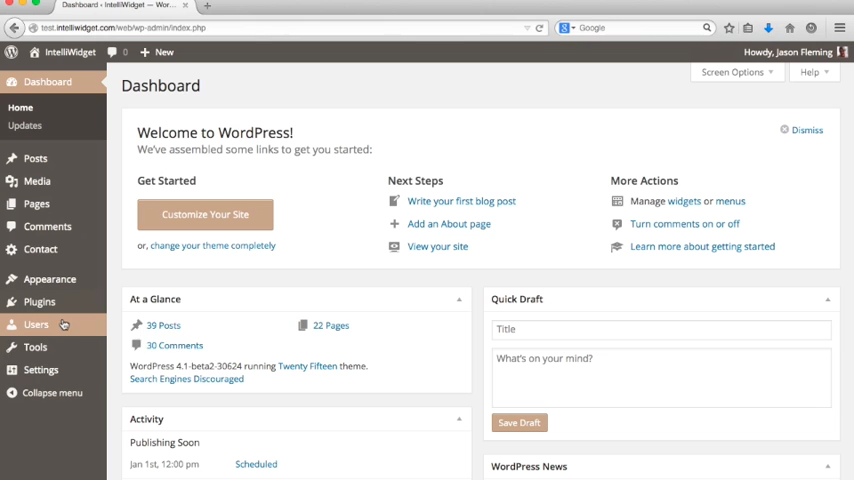 Dashboard ‹ IntelliWidget — Wor...
test.intelliwidget.com/web/wp-admin/index.php
Google
IntelliWidget
0
New
Howdy, Jason Fleming
Dashboard
Home
Updates
Posts
Media
Pages
Comments
Contact
Appearance
Plugins
Users
Tools
Settings
Collapse menu
Screen Options
Help
Dashboard
Welcome to WordPress!
We've assembled some links to get you started:
Dismiss
Get Started
Customize Your Site
or, change your theme completely
Next Steps
Write your first blog post
Add an About page
View your site
More Actions
Manage widgets or menus
Turn comments on or off
Learn more about getting started
At a Glance
39 Posts
22 Pages
30 Comments
WordPress 4.1-beta2-30624 running Twenty Fifteen theme.
Search Engines Discouraged
Activity
Publishing Soon
Jan 1st, 12:00 pm
Scheduled
Quick Draft
Title
What's on your mind?
Save Draft
WordPress News